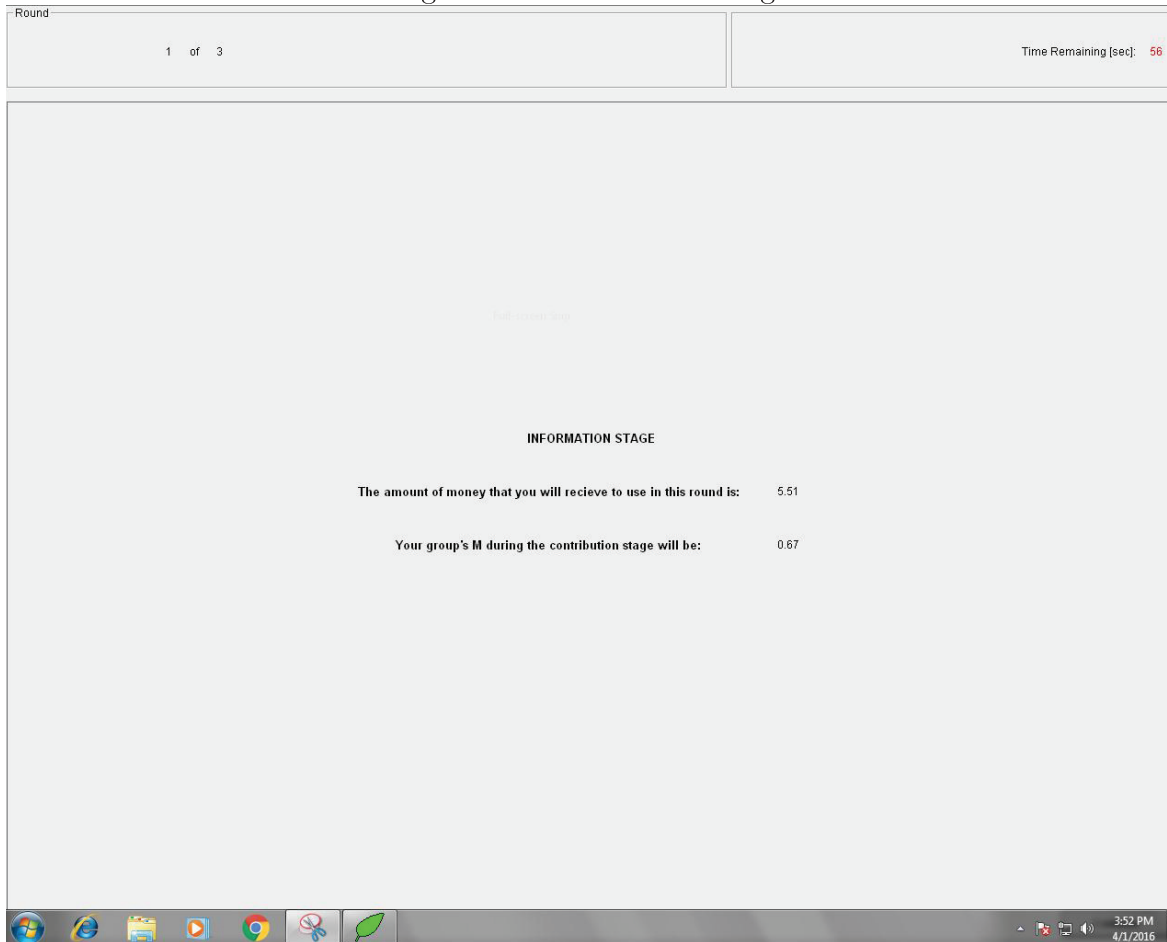 Round
1 of 3
Time Remaining [sec]: 56
INFORMATION STAGE
The amount of money that you will recieve to use in this round is: 5.51
Your group's M during the contribution stage will be: 0.67
3:52 PM
4/1/2016